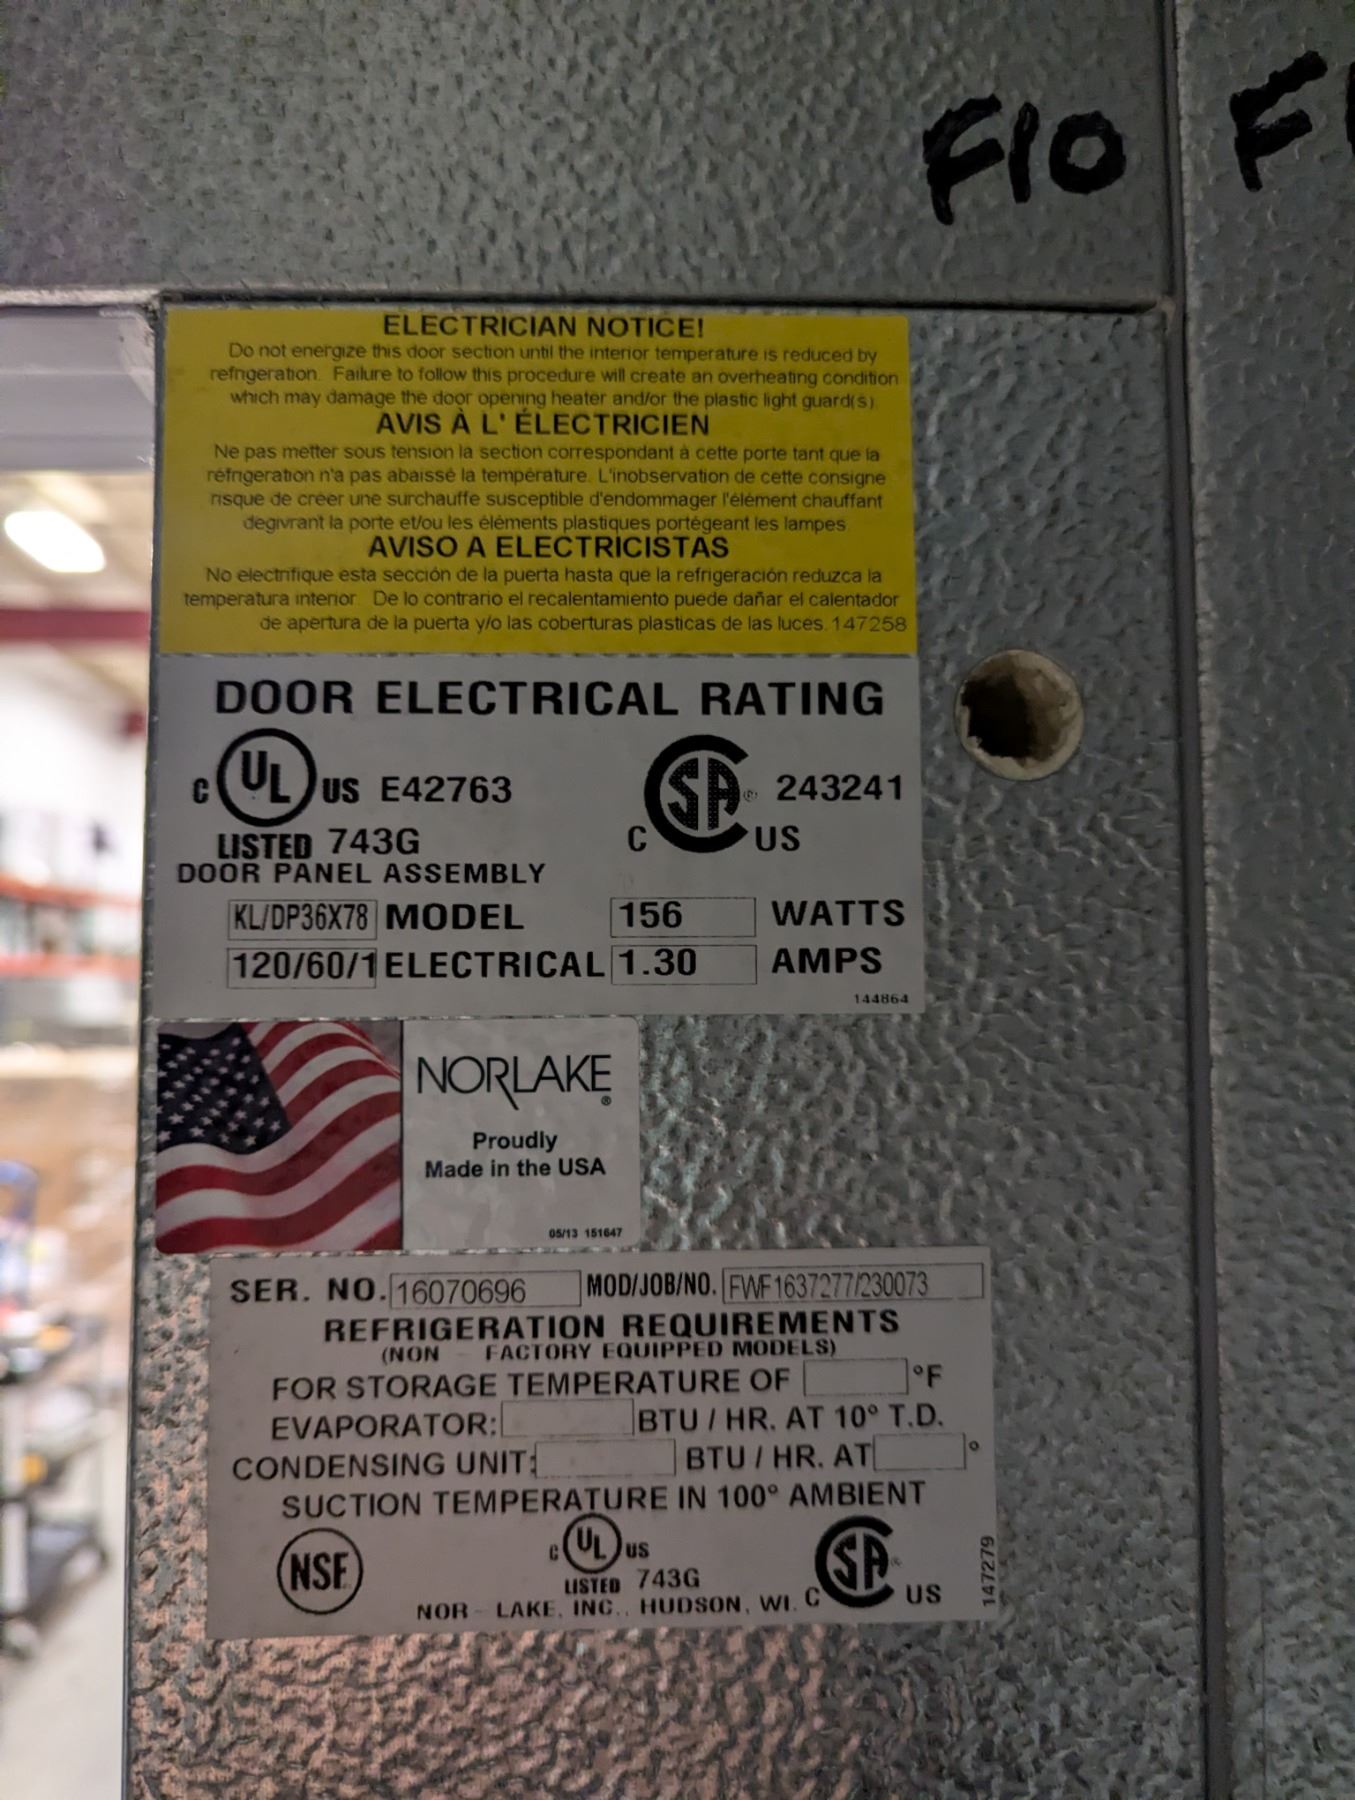 F10 F
ELECTRICIAN NOTICE!
Do not energize this door section until the interior temperature is reduced by
refrigeration. Failure to follow this procedure will create an overheating condition
which may damage the door opening heater and/or the plastic light guard(s).
AVIS À L' ÉLECTRICIEN
Ne pas metter sous tension la section correspondant à cette porte tant que la
réfrigeration n'a pas abaissé la température. L'inobservation de cette consigne
risque de créer une surchauffe susceptible d'endommager l'élément chauffant
degivrant la porte et/ou les éléments plastiques portégeant les lampes.
AVISO A ELECTRICISTAS
No electrifique esta sección de la puerta hasta que la refrigeración reduzca la
temperatura interior. De lo contrario el recalentamiento puede dañar el calentador
de apertura de la puerta y/o las coberturas plasticas de las luces. 147258
DOOR ELECTRICAL RATING
C UL US E42763 C SA ® US 243241
LISTED 743G
DOOR PANEL ASSEMBLY
KL/DP36X78 MODEL 156 WATTS
120/60/1 ELECTRICAL 1.30 AMPS
144864
NORLAKE ®
Proudly
Made in the USA
05/13 151647
SER. NO. 16070696 MOD/JOB/NO. FWF1637277/230073
REFRIGERATION REQUIREMENTS
(NON - FACTORY EQUIPPED MODELS)
FOR STORAGE TEMPERATURE OF °F
EVAPORATOR: BTU / HR. AT 10° T.D.
CONDENSING UNIT: BTU / HR. AT °
SUCTION TEMPERATURE IN 100° AMBIENT
NSF C UL US C SA ® US
LISTED 743G
NOR - LAKE, INC., HUDSON, WI.
147279